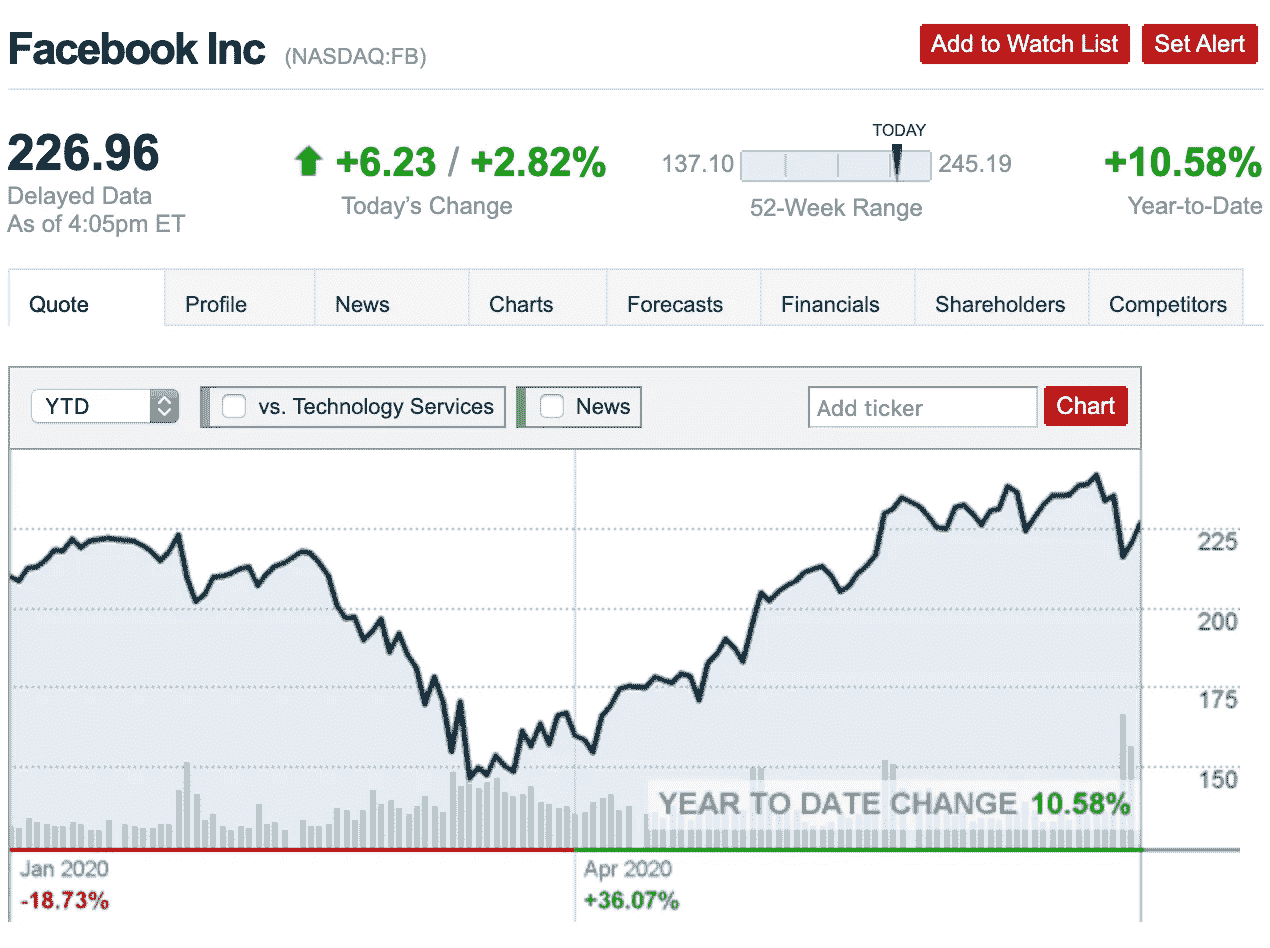 Facebook Inc (NASDAQ:FB)
Add to Watch List
Set Alert
226.96
Delayed Data
As of 4:05pm ET
+6.23 / +2.82%
Today's Change
TODAY
137.10
245.19
52-Week Range
+10.58%
Year-to-Date
Quote
Profile
News
Charts
Forecasts
Financials
Shareholders
Competitors
YTD
vs. Technology Services
News
Add ticker
Chart
225
200
175
150
YEAR TO DATE CHANGE 10.58%
Jan 2020
-18.73%
Apr 2020
+36.07%